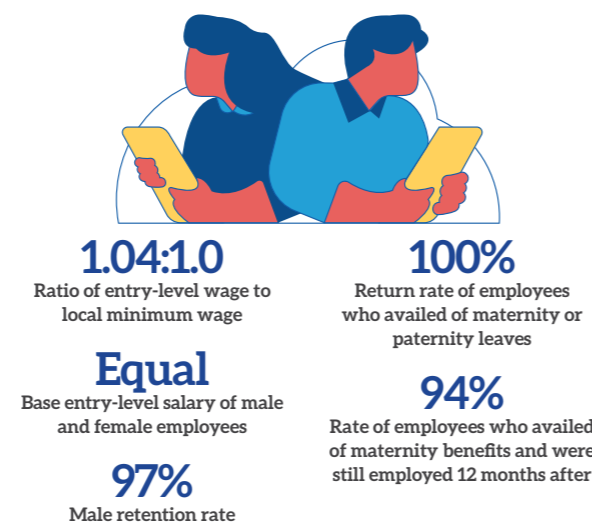 1.04:1.0
Ratio of entry-level wage to
local minimum wage
Equal
Base entry-level salary of male
and female employees
97%
Male retention rate
100%
Return rate of employees
who availed of maternity or
paternity leaves
94%
Rate of employees who availed
of maternity benefits and were
still employed 12 months after